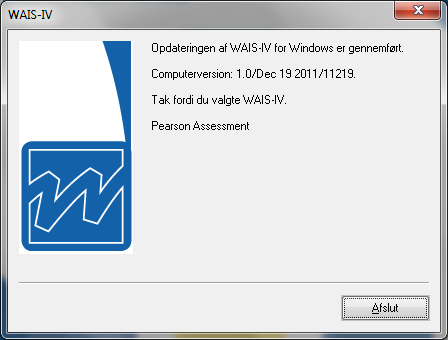 WAIS-IV
Opdateringen af WAIS-IV for Windows er gennemført.
Computerversion: 1.0/Dec 19 2011/11219.
Tak fordi du valgte WAIS-IV.
Pearson Assessment
Afslut